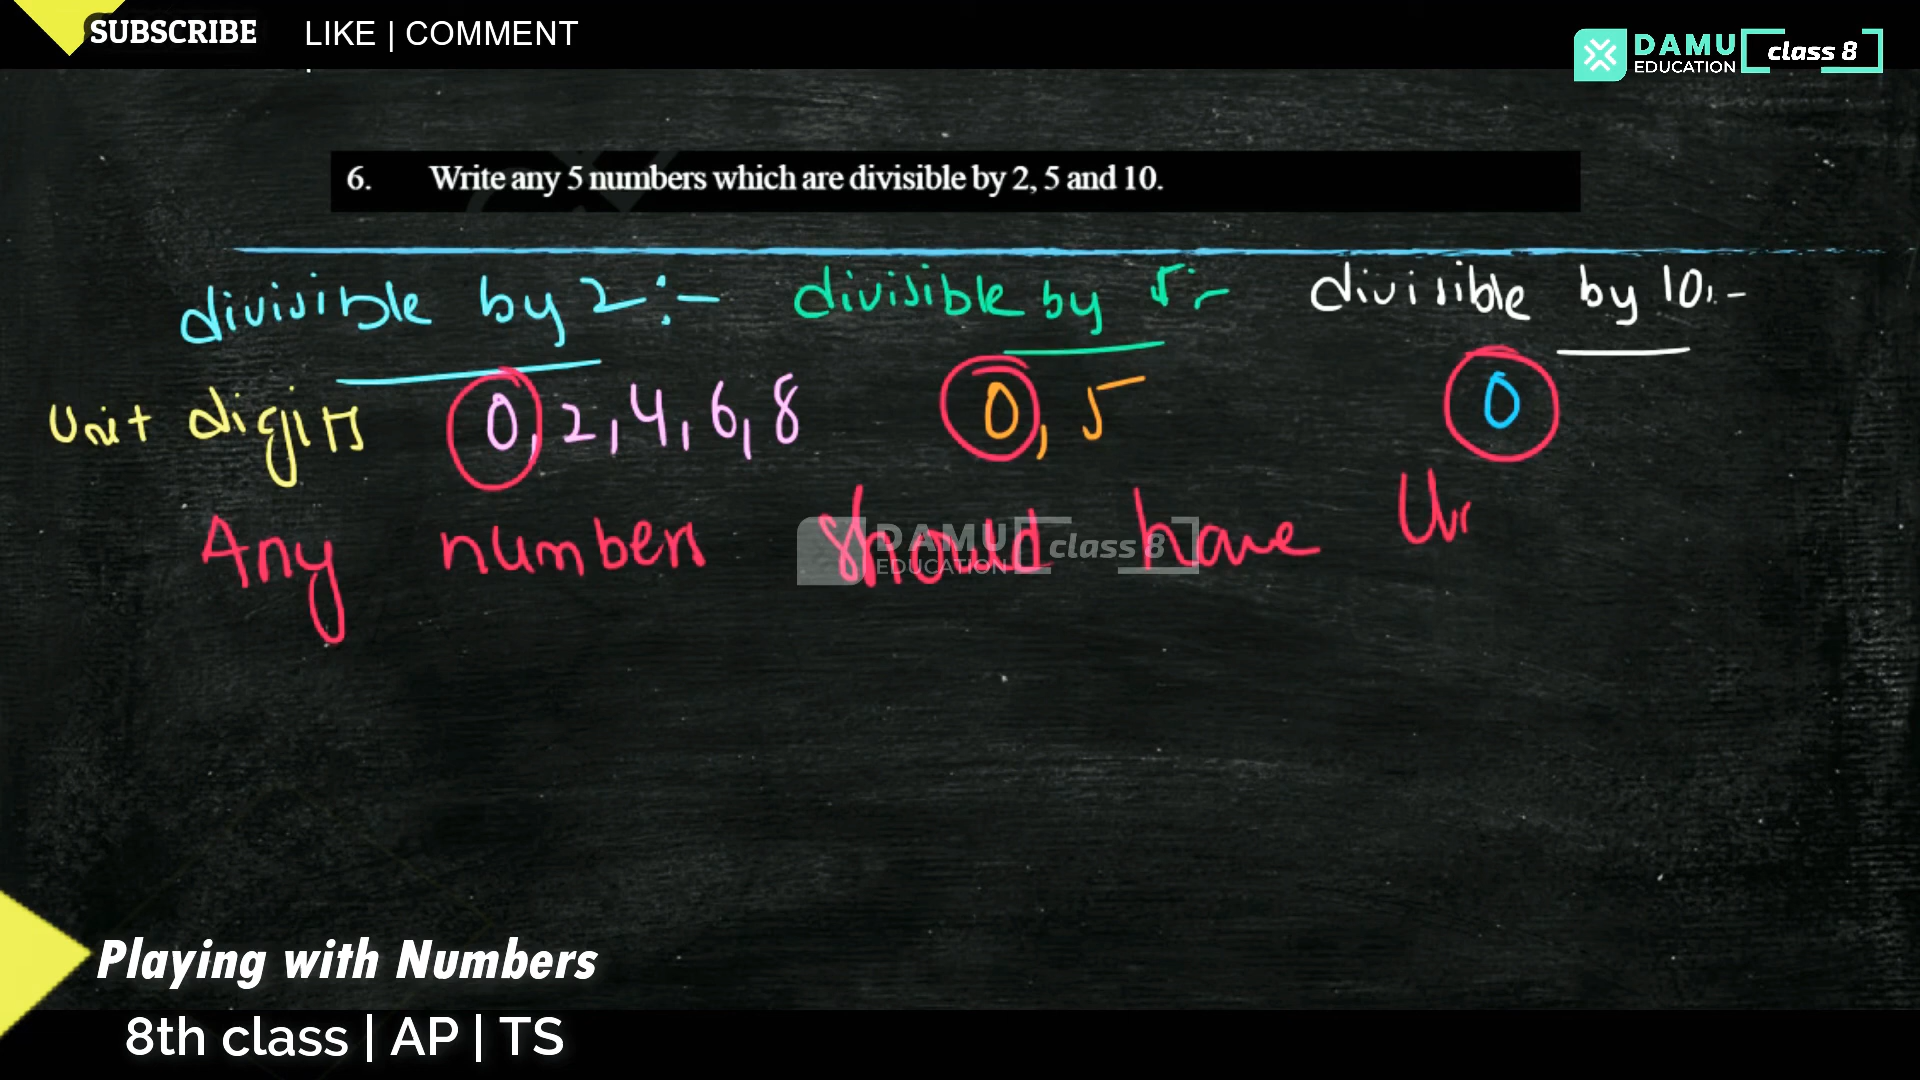 SUBSCRIBE LIKE | COMMENT
DAMU EDUCATION class 8
6. Write any 5 numbers which are divisible by 2, 5 and 10.
divisible by 2:- divisible by 5:- divisible by 10:-
Unit digits 0, 2, 4, 6, 8 0, 5 0
Any numbers should have
DAMU EDUCATION class 8
Playing with Numbers
8th class | AP | TS